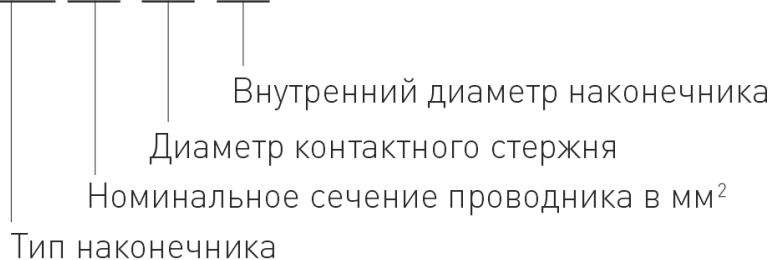 Внутренний диаметр наконечника
Диаметр контактного стержня
Номинальное сечение проводника в мм²
Тип наконечника